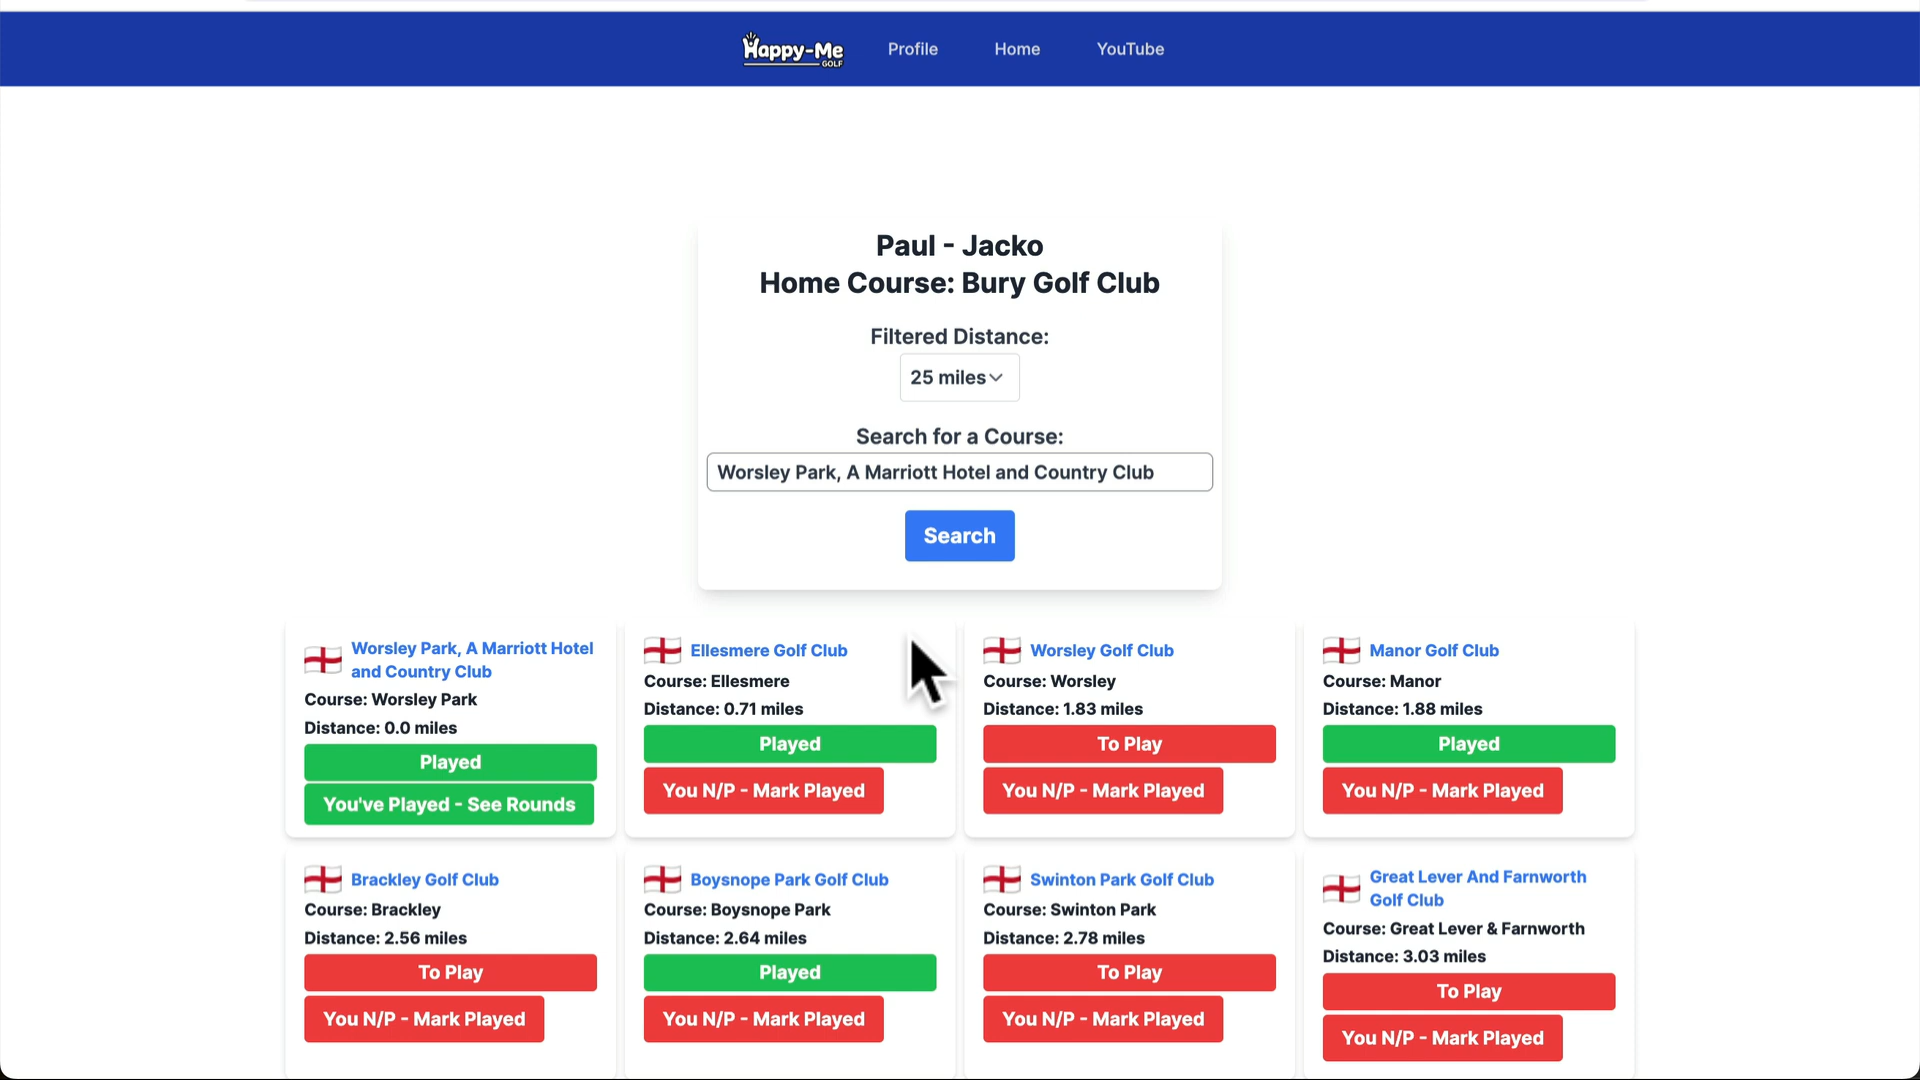 Happy-Me
GOLF
Profile
Home
YouTube
Paul - Jacko
Home Course: Bury Golf Club
Filtered Distance:
25 miles
Search for a Course:
Worsley Park, A Marriott Hotel and Country Club
Search
Worsley Park, A Marriott Hotel
and Country Club
Course: Worsley Park
Distance: 0.0 miles
Played
You've Played - See Rounds
Ellesmere Golf Club
Course: Ellesmere
Distance: 0.71 miles
Played
You N/P - Mark Played
Worsley Golf Club
Course: Worsley
Distance: 1.83 miles
To Play
You N/P - Mark Played
Manor Golf Club
Course: Manor
Distance: 1.88 miles
Played
You N/P - Mark Played
Brackley Golf Club
Course: Brackley
Distance: 2.56 miles
To Play
You N/P - Mark Played
Boysnope Park Golf Club
Course: Boysnope Park
Distance: 2.64 miles
Played
You N/P - Mark Played
Swinton Park Golf Club
Course: Swinton Park
Distance: 2.78 miles
To Play
You N/P - Mark Played
Great Lever And Farnworth
Golf Club
Course: Great Lever & Farnworth
Distance: 3.03 miles
To Play
You N/P - Mark Played